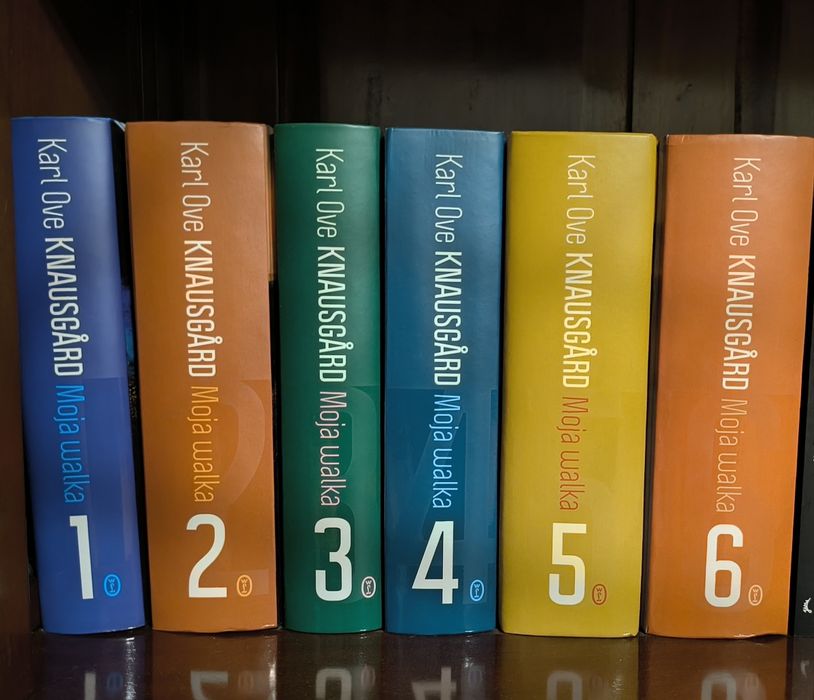 Karl Ove KNAUSGÅRD Moja walka 1
Karl Ove KNAUSGÅRD Moja walka 2
Karl Ove KNAUSGÅRD Moja walka 3
Karl Ove KNAUSGÅRD Moja walka 4
Karl Ove KNAUSGÅRD Moja walka 5
Karl Ove KNAUSGÅRD Moja walka 6